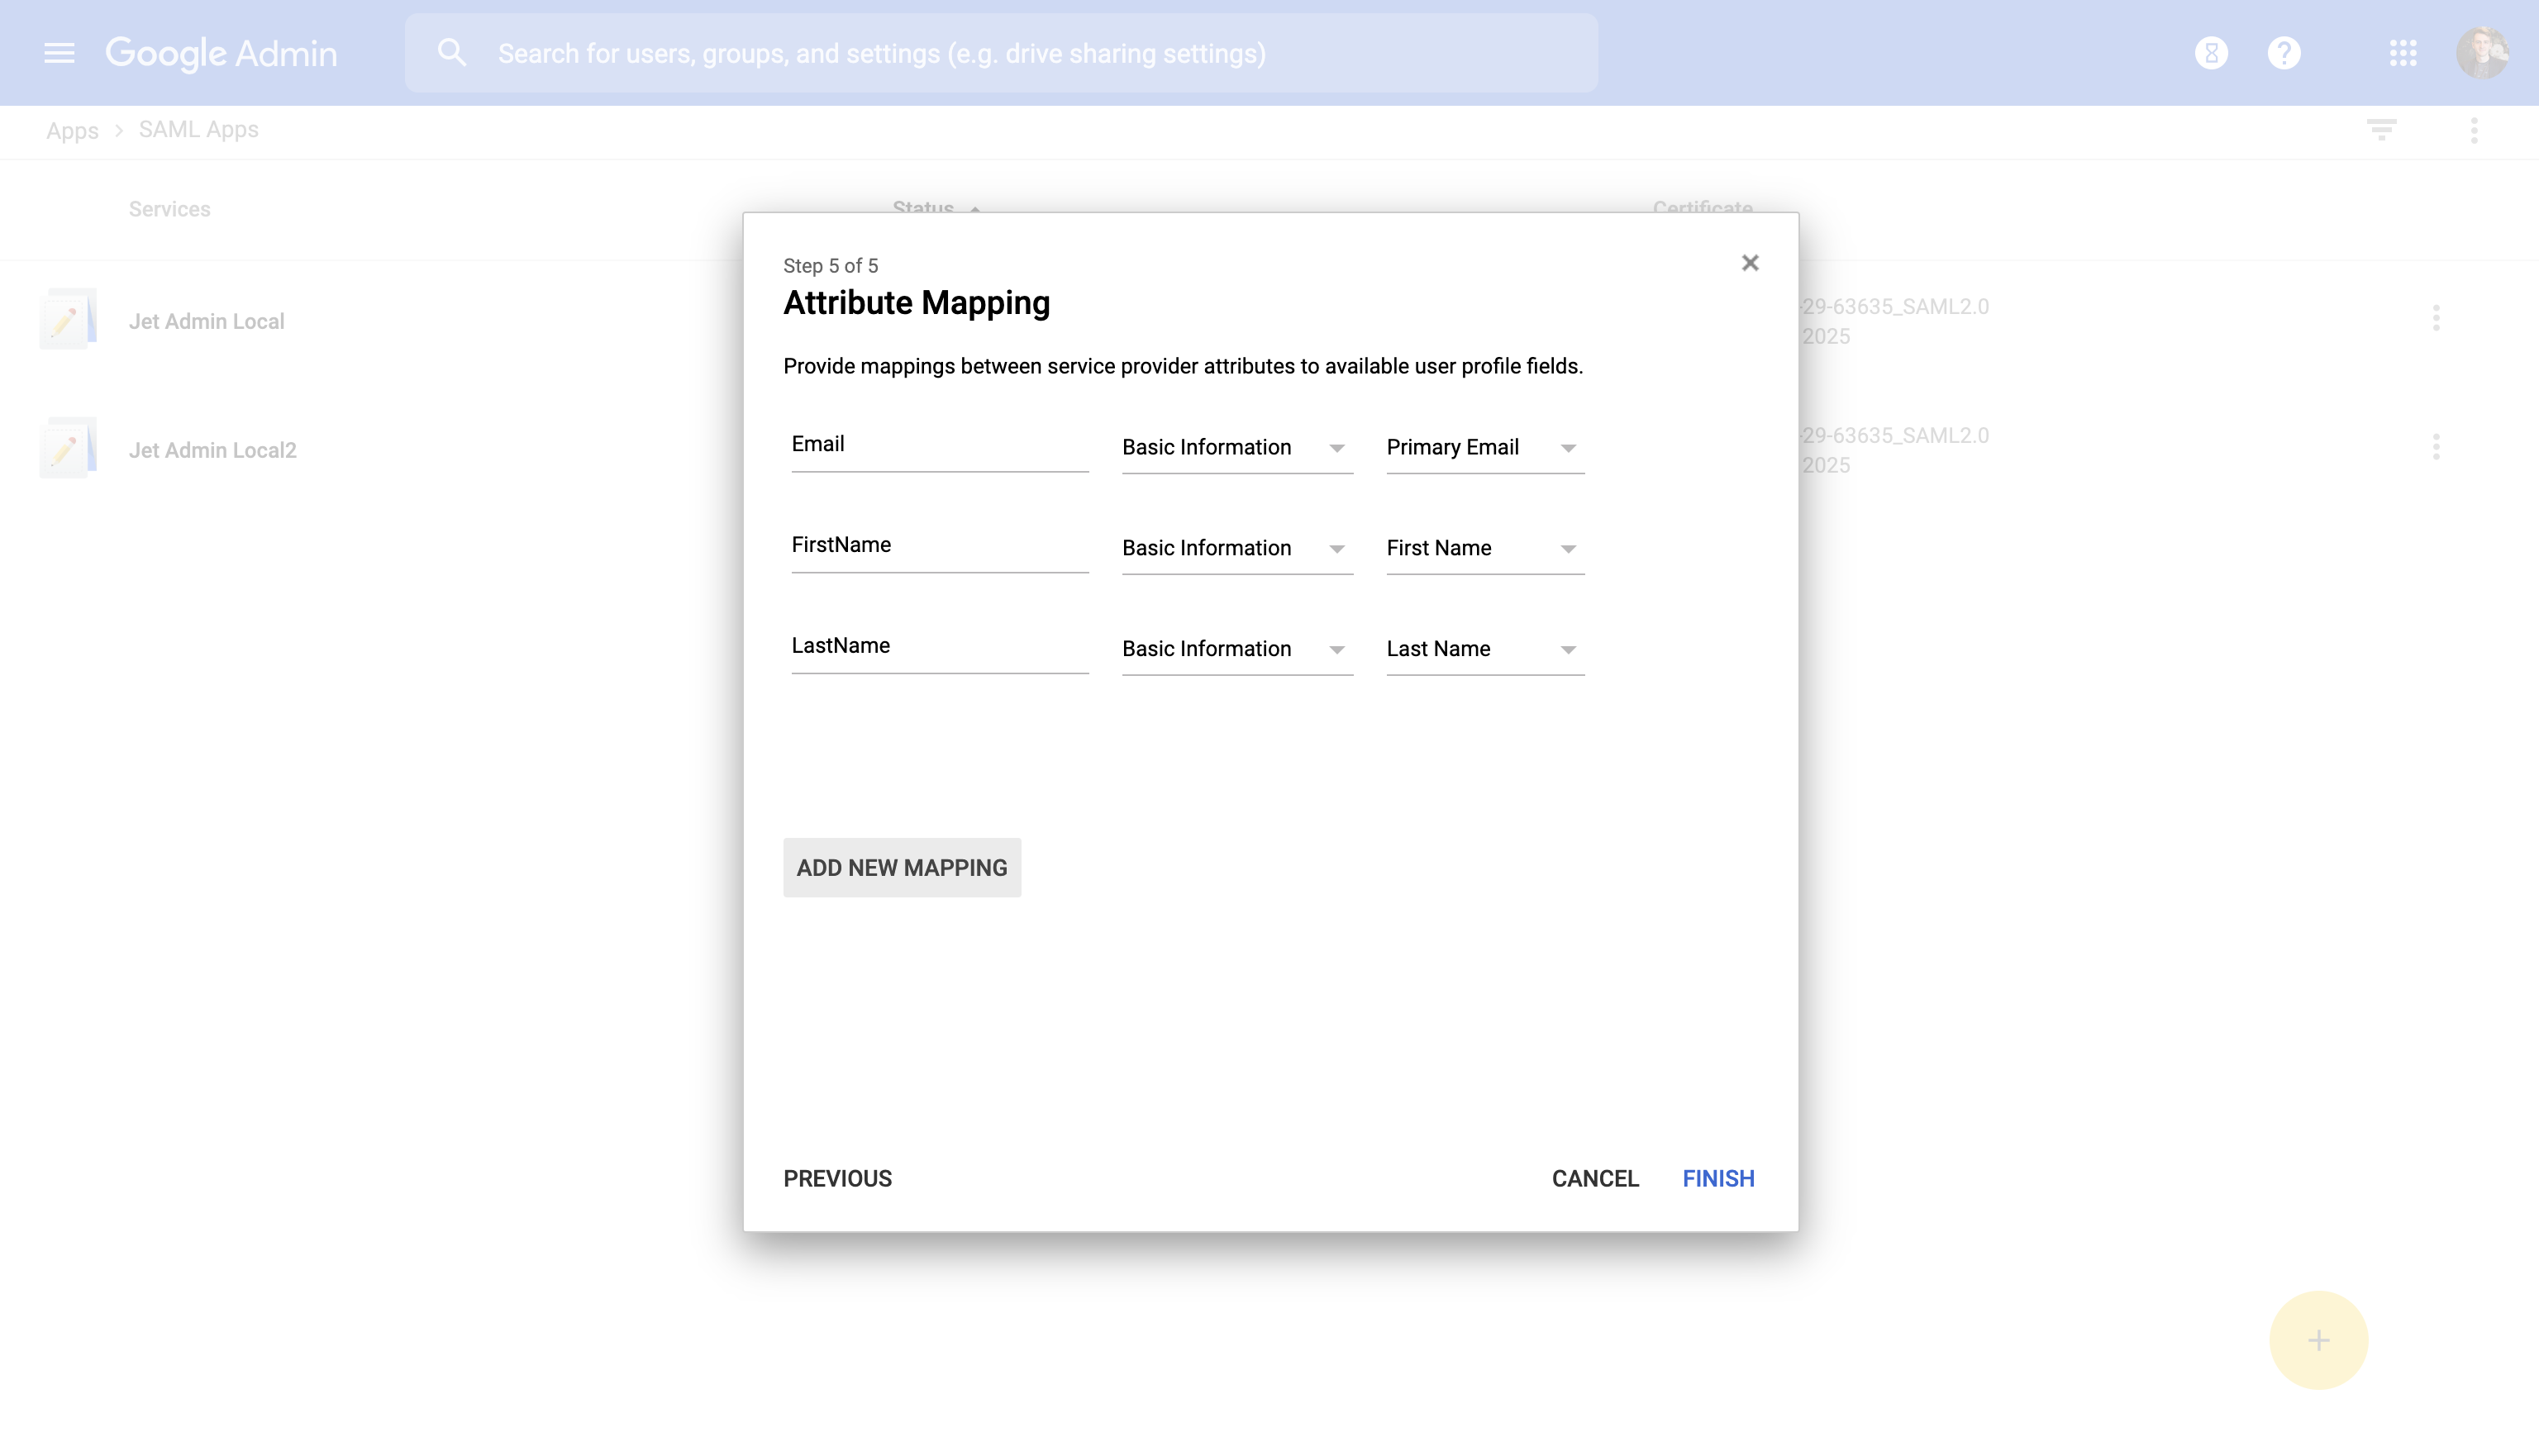 Google Admin
Search for users, groups, and settings (e.g. drive sharing settings)
Apps > SAML Apps
Services
Status
Certificate
Jet Admin Local
-29-63635_SAML2.0
2025
Jet Admin Local2
-29-63635_SAML2.0
2025
Step 5 of 5
Attribute Mapping
Provide mappings between service provider attributes to available user profile fields.
Email Basic Information Primary Email
FirstName Basic Information First Name
LastName Basic Information Last Name
ADD NEW MAPPING
PREVIOUS CANCEL FINISH